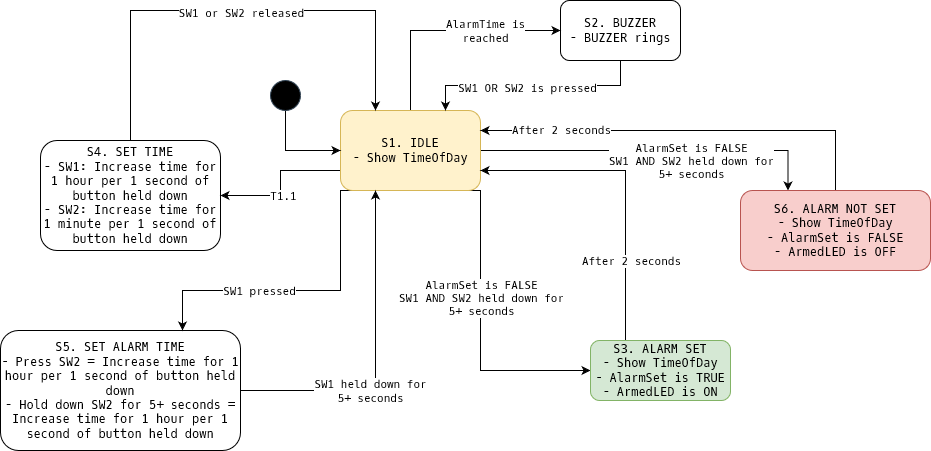 SW1 or SW2 released
AlarmTime is
reached
S2. BUZZER
- BUZZER rings
SW1 OR SW2 is pressed
S1. IDLE
- Show TimeOfDay
After 2 seconds
AlarmSet is FALSE
SW1 AND SW2 held down for
5+ seconds
S4. SET TIME
- SW1: Increase time for
1 hour per 1 second of
button held down
- SW2: Increase time for
1 minute per 1 second of
button held down
T1.1
S6. ALARM NOT SET
- Show TimeOfDay
- AlarmSet is FALSE
- ArmedLED is OFF
After 2 seconds
SW1 pressed
AlarmSet is FALSE
SW1 AND SW2 held down for
5+ seconds
S5. SET ALARM TIME
- Press SW2 = Increase time for 1
hour per 1 second of button held
down
- Hold down SW2 for 5+ seconds =
Increase time for 1 hour per 1
second of button held down
SW1 held down for
5+ seconds
S3. ALARM SET
- Show TimeOfDay
- AlarmSet is TRUE
- ArmedLED is ON